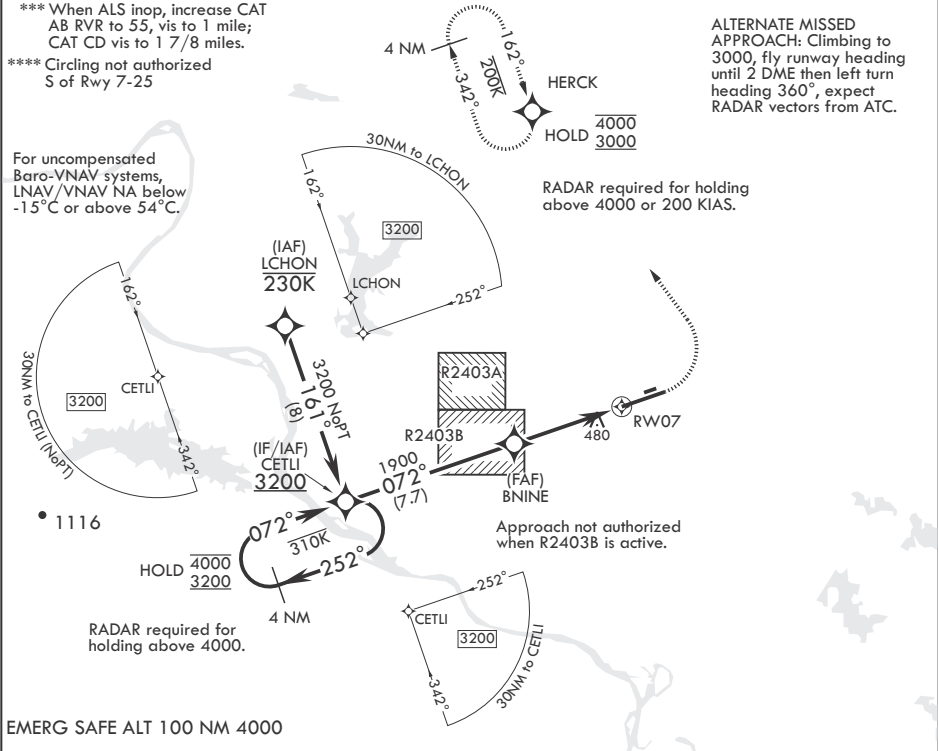 *** When ALS inop, increase CAT
AB RVR to 55, vis to 1 mile;
CAT CD vis to 1 7/8 miles.
**** Circling not authorized
S of Rwy 7-25
4 NM
162°
200K
342°
HERCK
HOLD 4000
3000
ALTERNATE MISSED
APPROACH: Climbing to
3000, fly runway heading
until 2 DME then left turn
heading 360°, expect
RADAR vectors from ATC.
RADAR required for holding
above 4000 or 200 KIAS.
For uncompensated
Baro-VNAV systems,
LNAV/VNAV NA below
-15°C or above 54°C.
30NM to LCHON
162°
3200
LCHON
252°
(IAF)
LCHON
230K
162°
30NM to CETLI (NoPT)
3200
CETLI
342°
3200 NoPT
161°
(8)
R2403A
R2403B
RW07
480
(IF/IAF)
CETLI
3200
1900
072°
(7.7)
(FAF)
BNINE
1116
072°
310K
252°
HOLD 4000
3200
4 NM
Approach not authorized
when R2403B is active.
RADAR required for
holding above 4000.
252°
CETLI
3200
342°
30NM to CETLI
EMERG SAFE ALT 100 NM 4000